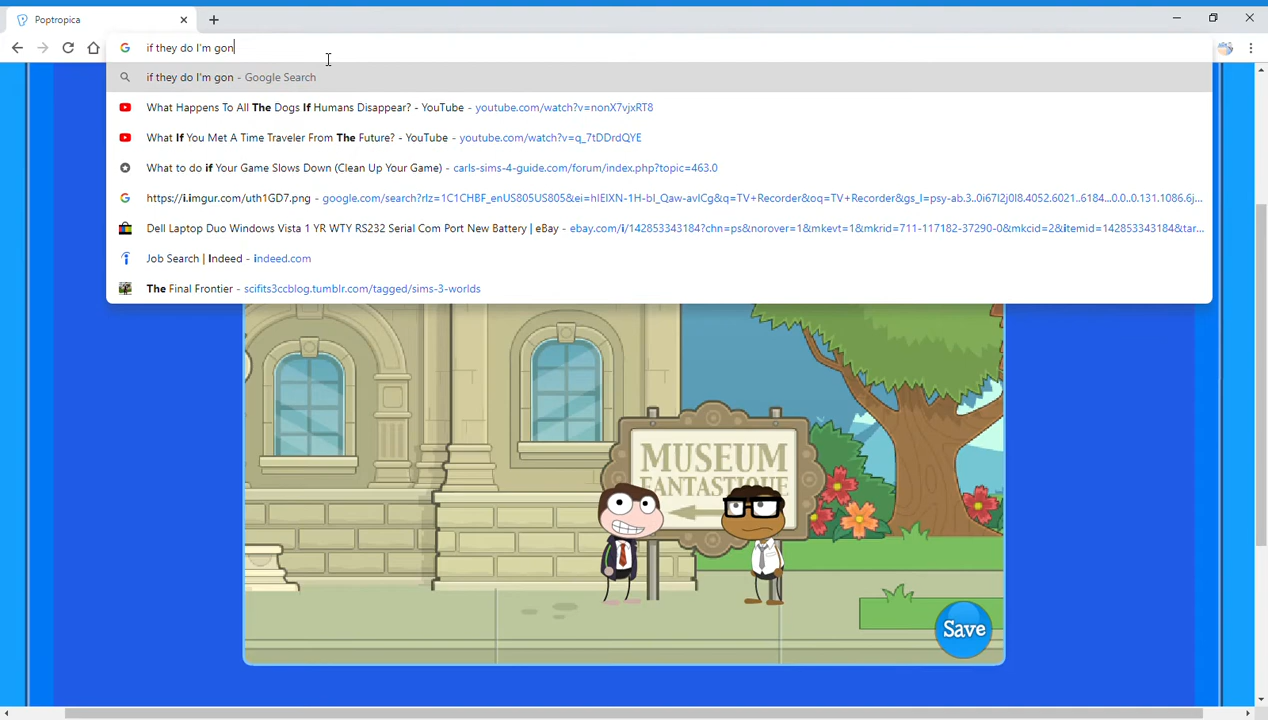 Poptropica
if they do I'm gon
if they do I'm gon - Google Search
What Happens To All The Dogs If Humans Disappear? - YouTube - youtube.com/watch?v=nonX7vjxRT8
What If You Met A Time Traveler From The Future? - YouTube - youtube.com/watch?v=q_7tDDrdQYE
What to do if Your Game Slows Down (Clean Up Your Game) - carls-sims-4-guide.com/forum/index.php?topic=463.0
https://i.imgur.com/uth1GD7.png - google.com/search?rlz=1C1CHBF_enUS805US805&ei=hIEIXN-1H-bI_Qaw-avICg&q=TV+Recorder&oq=TV+Recorder&gs_l=psy-ab.3..0i67l2j0l8.4052.6021..6184...0.0..0.131.1086.6j...
Dell Laptop Duo Windows Vista 1 YR WTY RS232 Serial Com Port New Battery | eBay - ebay.com/i/142853343184?chn=ps&norover=1&mkevt=1&mkrid=711-117182-37290-0&mkcid=2&itemid=142853343184&tar...
Job Search | Indeed - indeed.com
The Final Frontier - scifits3ccblog.tumblr.com/tagged/sims-3-worlds
MUSEUM
FANTASTIQUE
Save